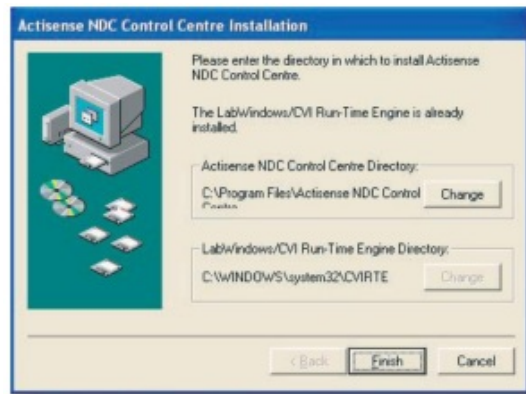 Actisense NDC Control Centre Installation
Please enter the directory in which to install Actisense
NDC Control Centre.
The LabWindows/CVI Run-Time Engine is already
installed.
Actisense NDC Control Centre Directory:
C:\Program Files\Actisense NDC Control
Centre
Change
LabWindows/CVI Run-Time Engine Directory:
C:\WINDOWS\system32\CVIRTE
Change
< Back
Finish
Cancel